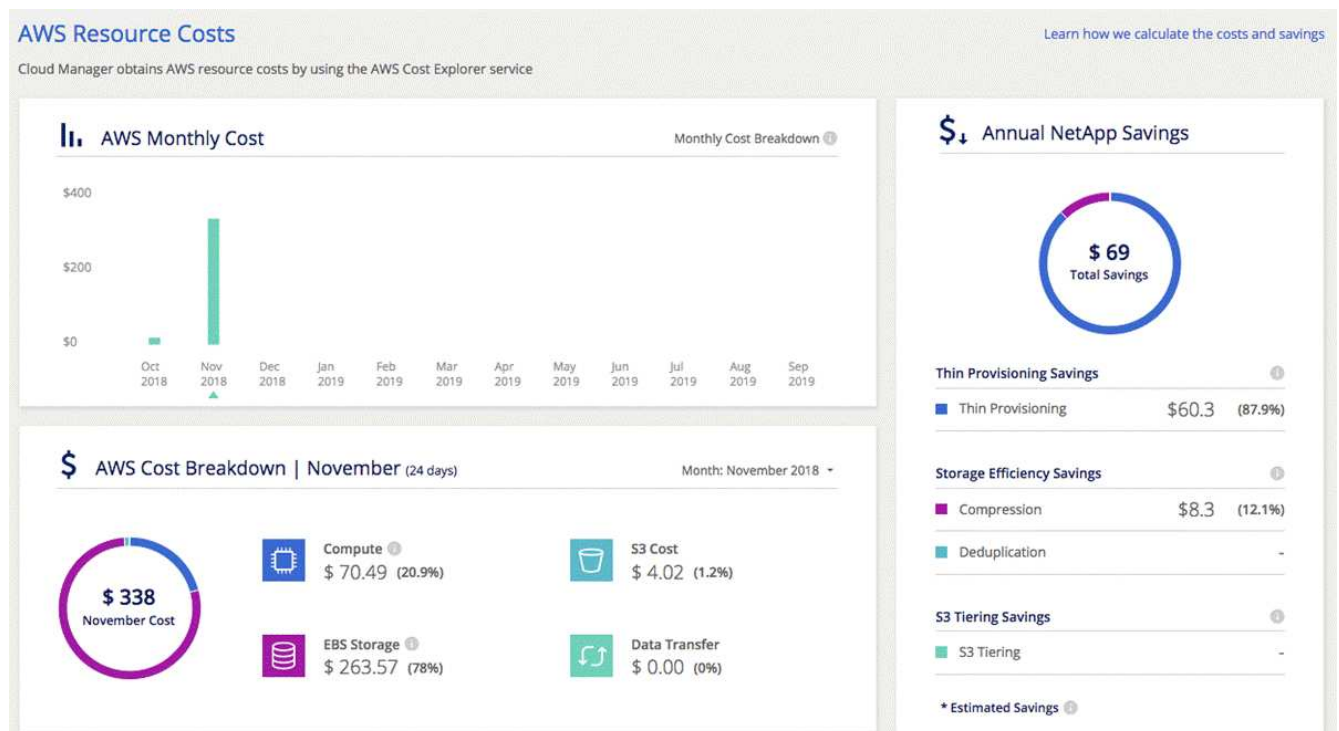 AWS Resource Costs
Learn how we calculate the costs and savings
Cloud Manager obtains AWS resource costs by using the AWS Cost Explorer service
AWS Monthly Cost
Monthly Cost Breakdown
$400
$200
$0
Oct 2018
Nov 2018
Dec 2018
Jan 2019
Feb 2019
Mar 2019
Apr 2019
May 2019
Jun 2019
Jul 2019
Aug 2019
Sep 2019
AWS Cost Breakdown | November (24 days)
Month: November 2018
$ 338
November Cost
Compute
$ 70.49 (20.9%)
S3 Cost
$ 4.02 (1.2%)
EBS Storage
$ 263.57 (78%)
Data Transfer
$ 0.00 (0%)
Annual NetApp Savings
$ 69
Total Savings
Thin Provisioning Savings
Thin Provisioning $60.3 (87.9%)
Storage Efficiency Savings
Compression $8.3 (12.1%)
Deduplication -
S3 Tiering Savings
S3 Tiering -
* Estimated Savings